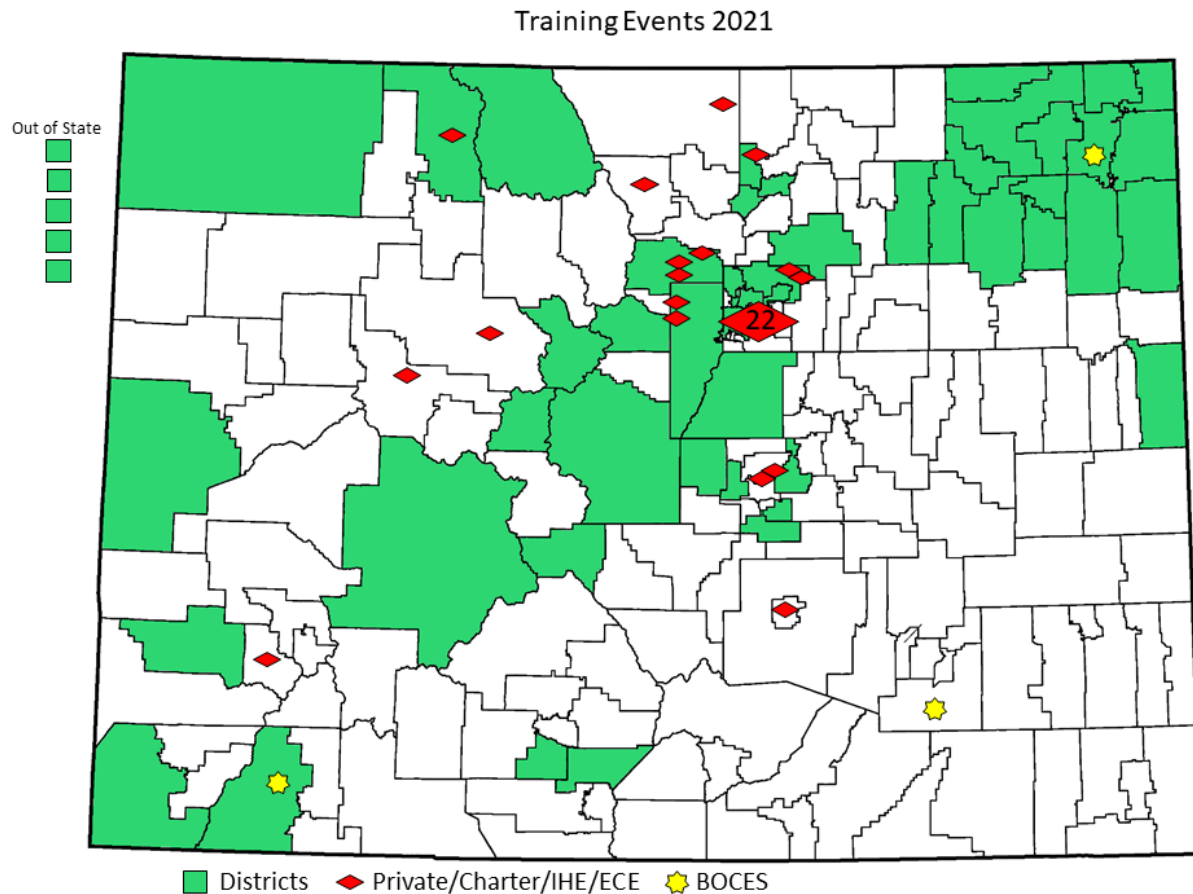 Training Events 2021
Out of State
22
Districts Private/Charter/IHE/ECE BOCES